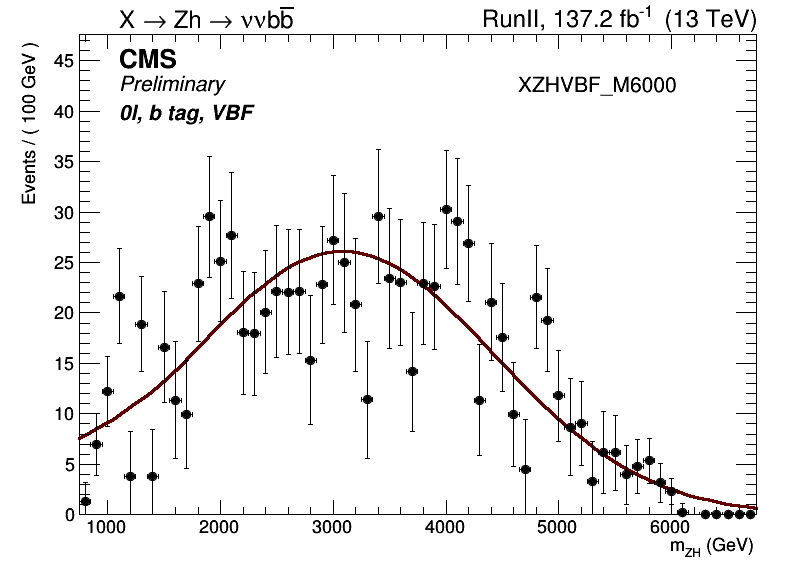 X → Zh → ννbb̅
RunII, 137.2 fb⁻¹ (13 TeV)
CMS
Preliminary
0l, b tag, VBF
XZHVBF_M6000
Events / ( 100 GeV )
45
40
35
30
25
20
15
10
5
0
1000 2000 3000 4000 5000 6000
m_ZH (GeV)